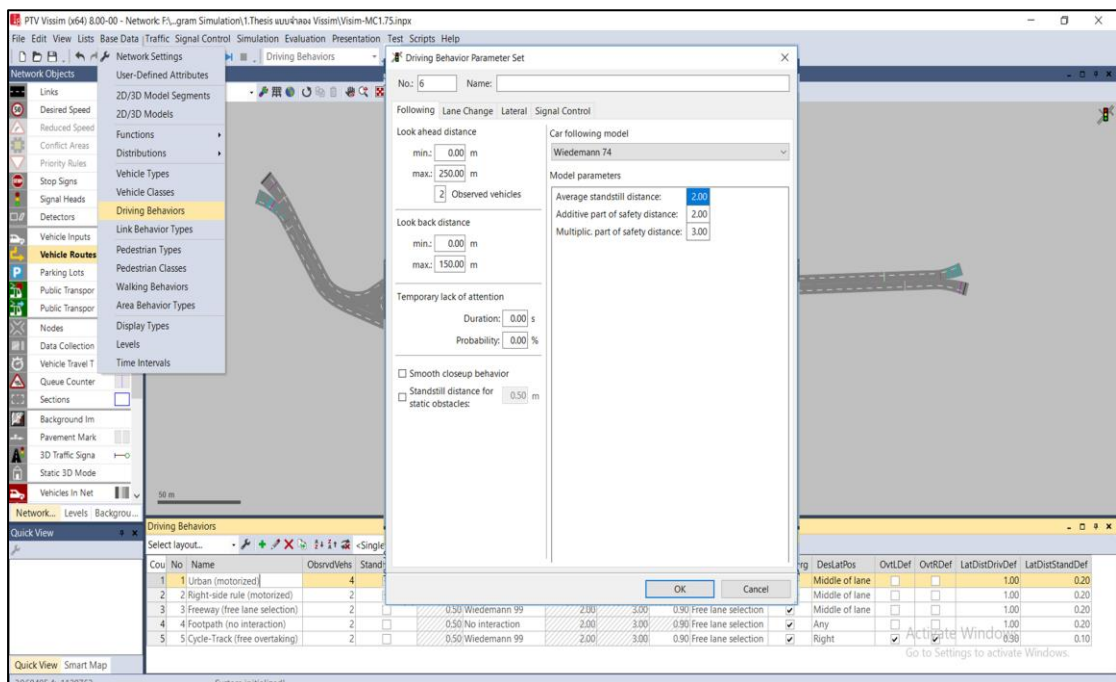 PTV Vissim (x64) 8.00-00 - Network: F:\...gram Simulation\1.Thesis แบบจำลอง Vissim\Visim-MC1.75.inpx
File Edit View Lists Base Data Traffic Signal Control Simulation Evaluation Presentation Test Scripts Help
Driving Behaviors
Network Objects
Links
Desired Speed
Reduced Speed
Conflict Areas
Priority Rules
Stop Signs
Signal Heads
Detectors
Vehicle Inputs
Vehicle Routes
Parking Lots
Public Transpor
Public Transpor
Nodes
Data Collection
Vehicle Travel T
Queue Counter
Sections
Background Im
Pavement Mark
3D Traffic Signa
Static 3D Mode
Vehicles In Net
Network... Levels Backgrou...
Network Settings
User-Defined Attributes
2D/3D Model Segments
2D/3D Models
Functions
Distributions
Vehicle Types
Vehicle Classes
Driving Behaviors
Link Behavior Types
Pedestrian Types
Pedestrian Classes
Walking Behaviors
Area Behavior Types
Display Types
Levels
Time Intervals
50 m
Driving Behavior Parameter Set
No.: 6 Name:
Following Lane Change Lateral Signal Control
Look ahead distance
min.: 0.00 m
max.: 250.00 m
2 Observed vehicles
Look back distance
min.: 0.00 m
max.: 150.00 m
Temporary lack of attention
Duration: 0.00 s
Probability: 0.00 %
Smooth closeup behavior
Standstill distance for
static obstacles: 0.50 m
Car following model
Wiedemann 74
Model parameters
Average standstill distance: 2.00
Additive part of safety distance: 2.00
Multiplic. part of safety distance: 3.00
OK Cancel
Quick View
Quick View Smart Map
Driving Behaviors
Select layout... <Single
Cou No Name ObsrvdVehs Stand rg DesLatPos OvtLDef OvtRDef LatDistDrivDef LatDistStandDef
1 1 Urban (motorized) 4 Middle of lane 1.00 0.20
2 2 Right-side rule (motorized) 2 Middle of lane 1.00 0.20
3 3 Freeway (free lane selection) 2 0.50 Wiedemann 99 2.00 3.00 0.90 Free lane selection Middle of lane 1.00 0.20
4 4 Footpath (no interaction) 2 0.50 No interaction 2.00 3.00 0.90 Free lane selection Any 1.00 0.20
5 5 Cycle-Track (free overtaking) 2 0.50 Wiedemann 99 2.00 3.00 0.90 Free lane selection Right 0.30 0.10
Activate Windows
Go to Settings to activate Windows.